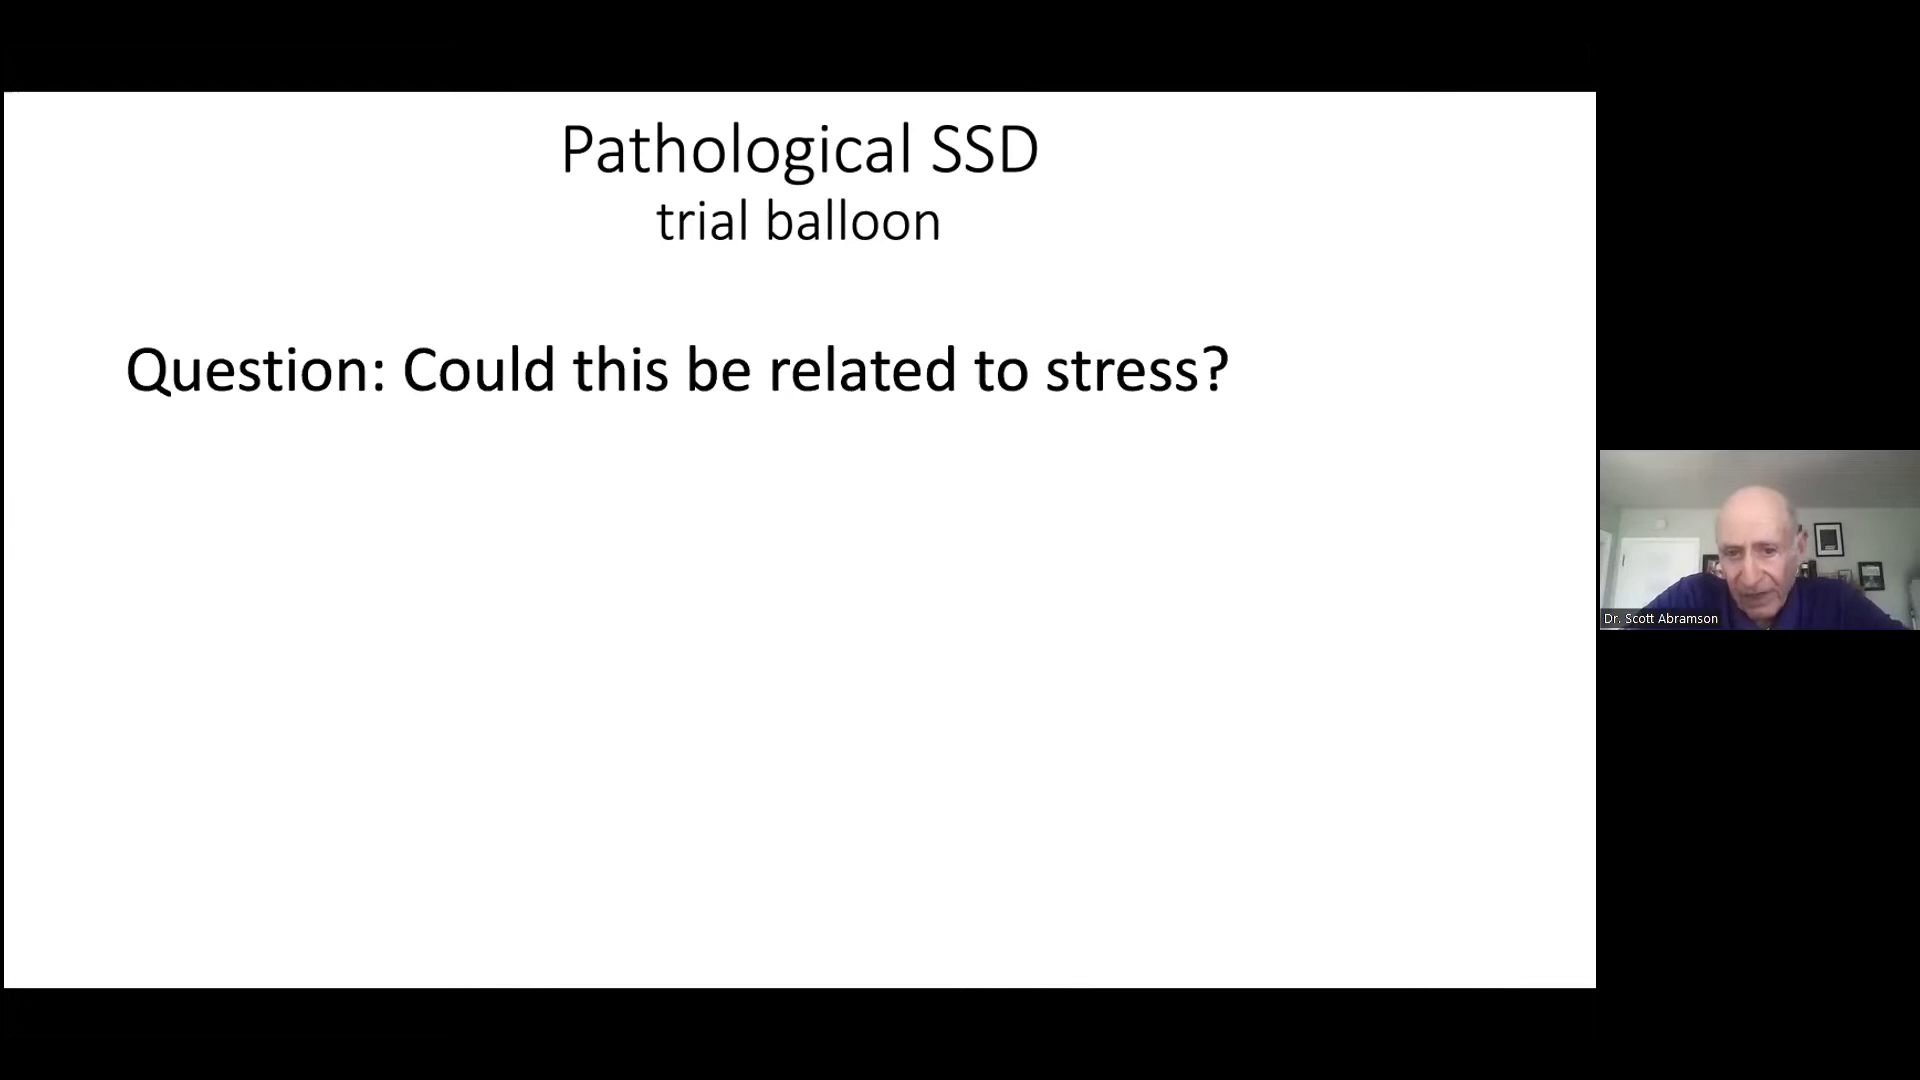 Pathological SSD
trial balloon
Question: Could this be related to stress?
Dr. Scott Abramson